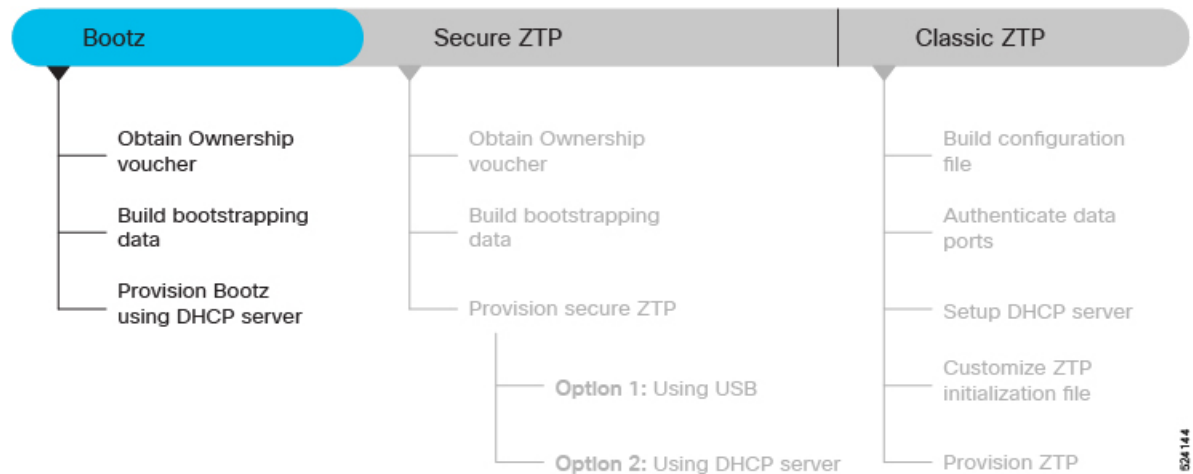 Bootz
Secure ZTP
Classic ZTP
Obtain Ownership
voucher
Build bootstrapping
data
Provision Bootz
using DHCP server
Obtain Ownership
voucher
Build bootstrapping
data
Provision secure ZTP
Option 1: Using USB
Option 2: Using DHCP server
Build configuration
file
Authenticate data
ports
Setup DHCP server
Customize ZTP
initialization file
Provision ZTP
524144